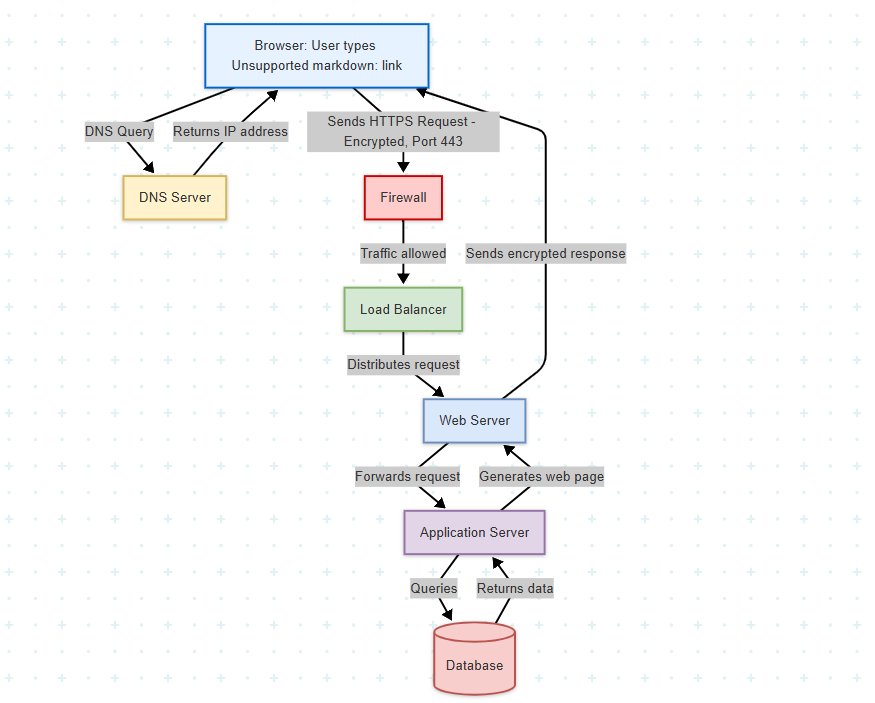 Browser: User types
Unsupported markdown: link
DNS Query
Returns IP address
Sends HTTPS Request -
Encrypted, Port 443
DNS Server
Firewall
Traffic allowed
Sends encrypted response
Load Balancer
Distributes request
Web Server
Forwards request
Generates web page
Application Server
Queries
Returns data
Database